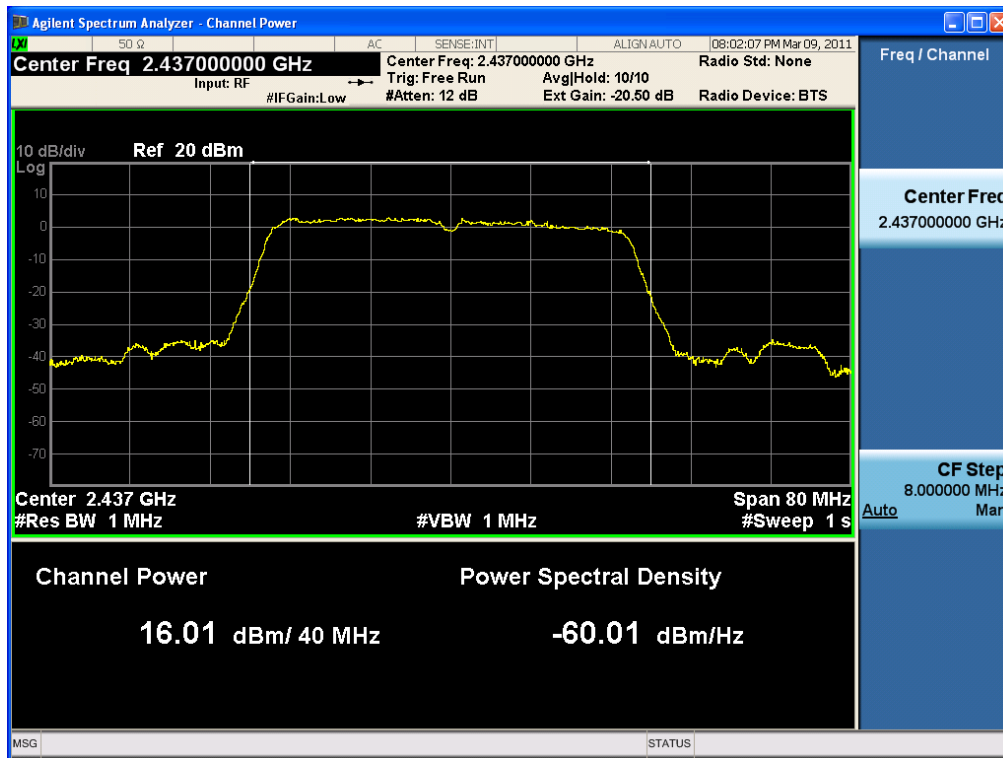 Agilent Spectrum Analyzer - Channel Power
LXI 50 Ω AC SENSE:INT ALIGN AUTO 08:02:07 PM Mar 09, 2011
Center Freq 2.437000000 GHz
Input: RF
#IFGain:Low
Center Freq: 2.437000000 GHz
Trig: Free Run Avg|Hold: 10/10
#Atten: 12 dB Ext Gain: -20.50 dB
Radio Std: None
Radio Device: BTS
10 dB/div Ref 20 dBm
Log
10
0
-10
-20
-30
-40
-50
-60
-70
Center 2.437 GHz Span 80 MHz
#Res BW 1 MHz #VBW 1 MHz #Sweep 1 s
Channel Power Power Spectral Density
16.01 dBm/ 40 MHz -60.01 dBm/Hz
MSG STATUS
Freq / Channel
Center Freq
2.437000000 GHz
CF Step
8.000000 MHz
Auto Man